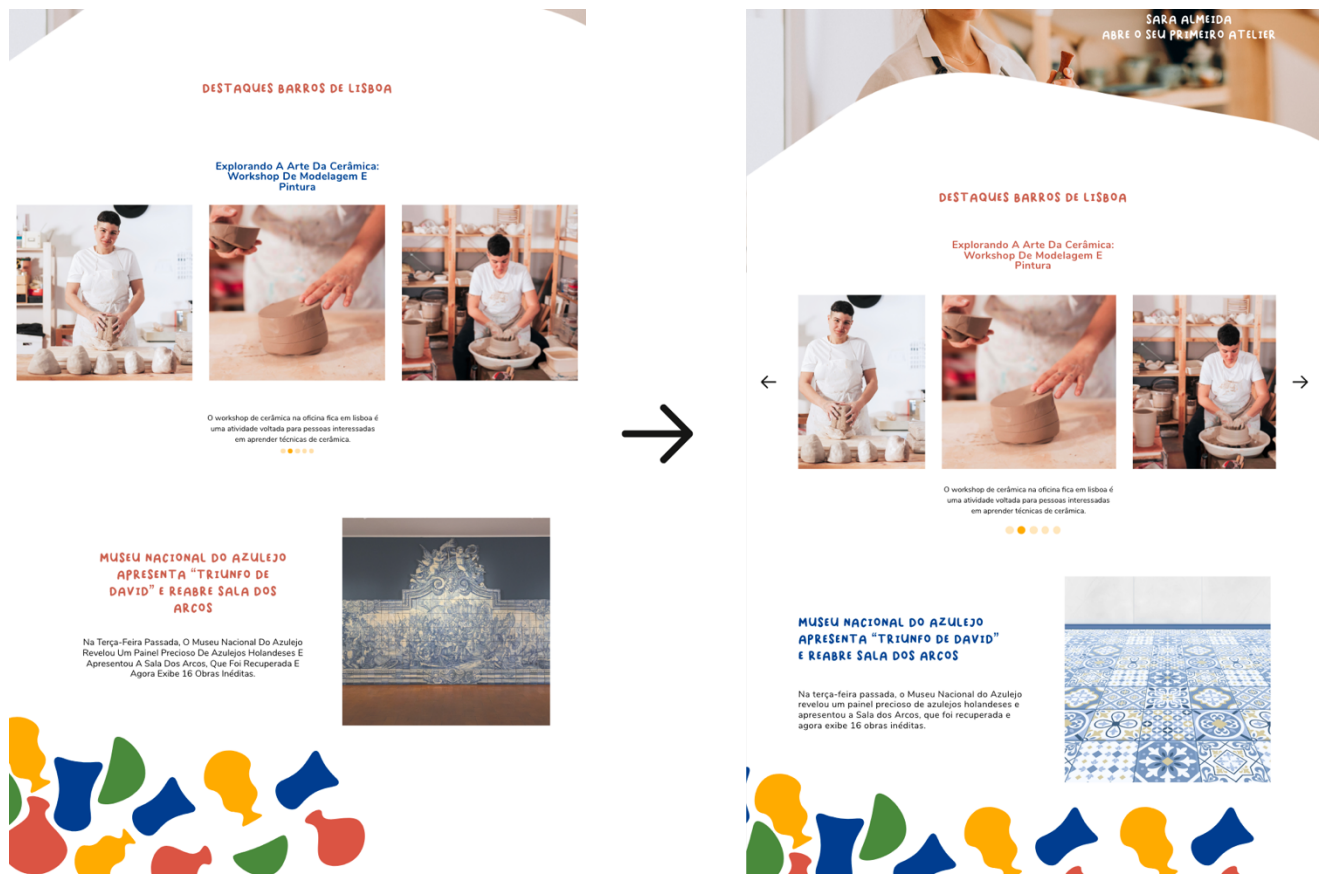 DESTAQUES BARROS DE LISBOA
Explorando A Arte Da Cerâmica:
Workshop De Modelagem E
Pintura
O workshop de cerâmica na oficina fica em lisboa é
uma atividade voltada para pessoas interessadas
em aprender técnicas de cerâmica.
MUSEU NACIONAL DO AZULEJO
APRESENTA “TRIUNFO DE
DAVID” E REABRE SALA DOS
ARCOS
Na Terça-Feira Passada, O Museu Nacional Do Azulejo
Revelou Um Painel Precioso De Azulejos Holandeses E
Apresentou A Sala Dos Arcos, Que Foi Recuperada E
Agora Exibe 16 Obras Inéditas.
SARA ALMEIDA
ABRE O SEU PRIMEIRO ATELIER
DESTAQUES BARROS DE LISBOA
Explorando A Arte Da Cerâmica:
Workshop De Modelagem E
Pintura
O workshop de cerâmica na oficina fica em lisboa é
uma atividade voltada para pessoas interessadas
em aprender técnicas de cerâmica.
MUSEU NACIONAL DO AZULEJO
APRESENTA “TRIUNFO DE DAVID”
E REABRE SALA DOS ARCOS
Na terça-feira passada, o Museu Nacional do Azulejo
revelou um painel precioso de azulejos holandeses e
apresentou a Sala dos Arcos, que foi recuperada e
agora exibe 16 obras inéditas.